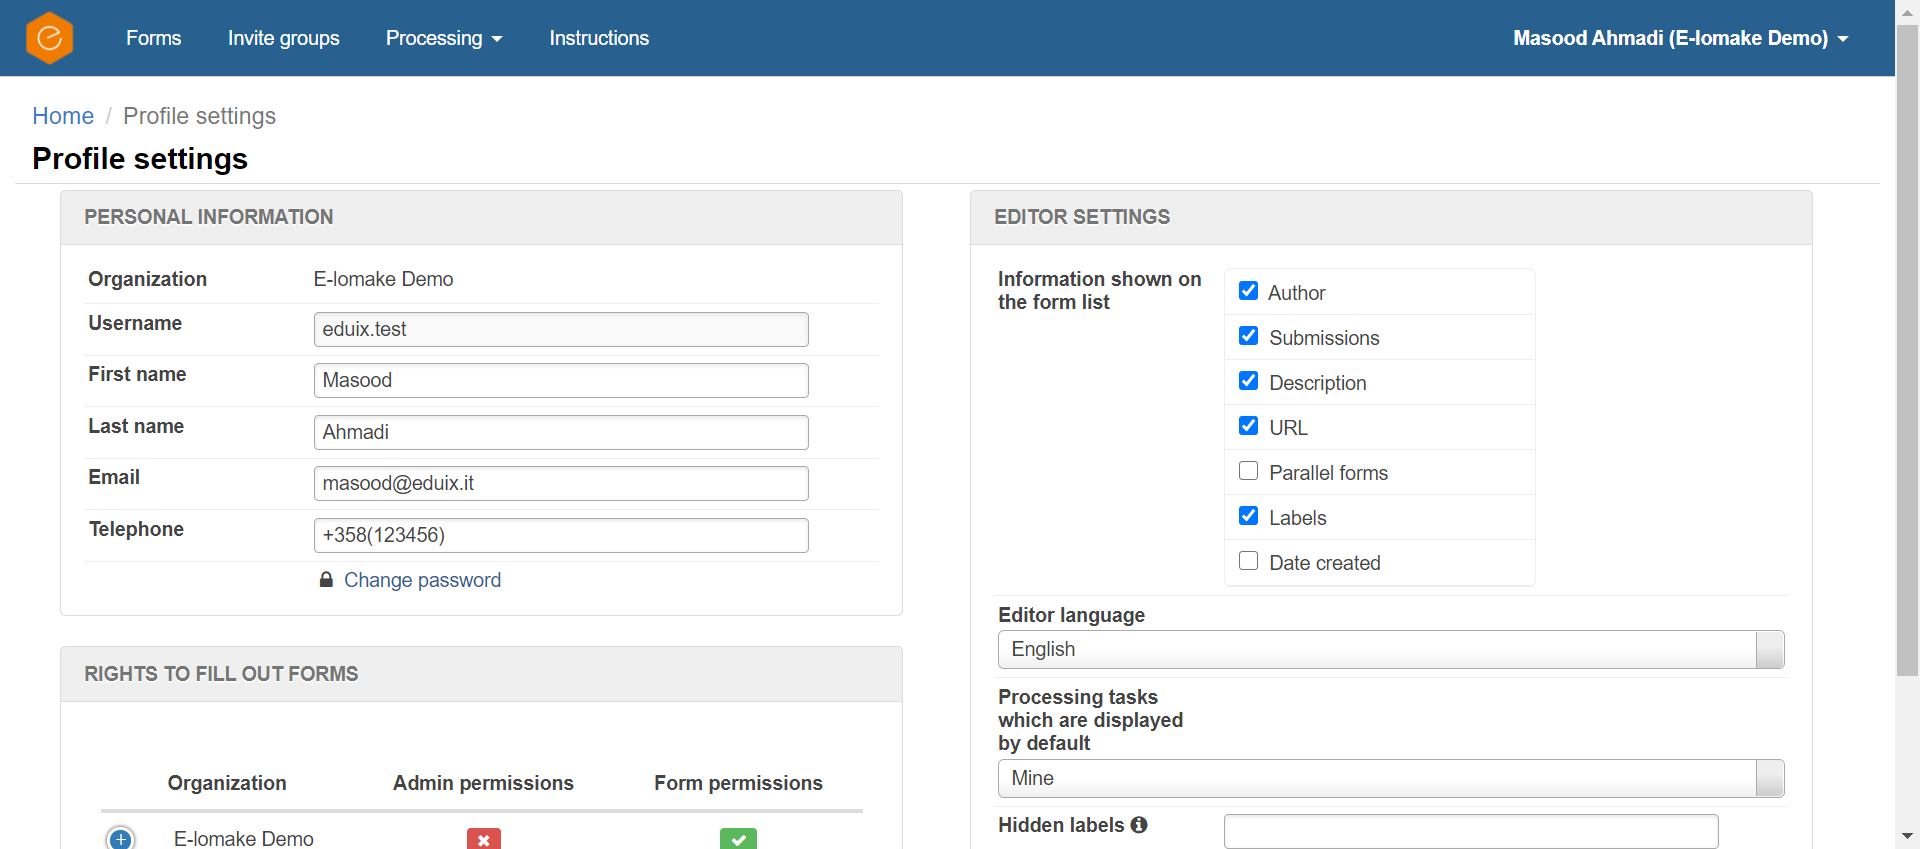 Forms
Invite groups
Processing
Instructions
Masood Ahmadi (E-lomake Demo)
Home / Profile settings
Profile settings
PERSONAL INFORMATION
Organization
E-lomake Demo
Username
eduix.test
First name
Masood
Last name
Ahmadi
Email
masood@eduix.it
Telephone
+358(123456)
Change password
RIGHTS TO FILL OUT FORMS
Organization
Admin permissions
Form permissions
E-lomake Demo
EDITOR SETTINGS
Information shown on
the form list
Author
Submissions
Description
URL
Parallel forms
Labels
Date created
Editor language
English
Processing tasks
which are displayed
by default
Mine
Hidden labels